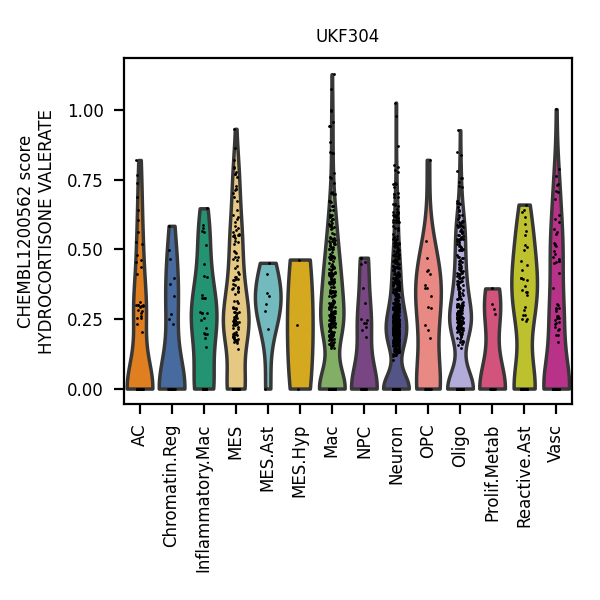 UKF304
CHEMBL1200562 score
HYDROCORTISONE VALERATE
1.00
0.75
0.50
0.25
0.00
AC
Chromatin.Reg
Inflammatory.Mac
MES
MES.Ast
MES.Hyp
Mac
NPC
Neuron
OPC
Oligo
Prolif.Metab
Reactive.Ast
Vasc